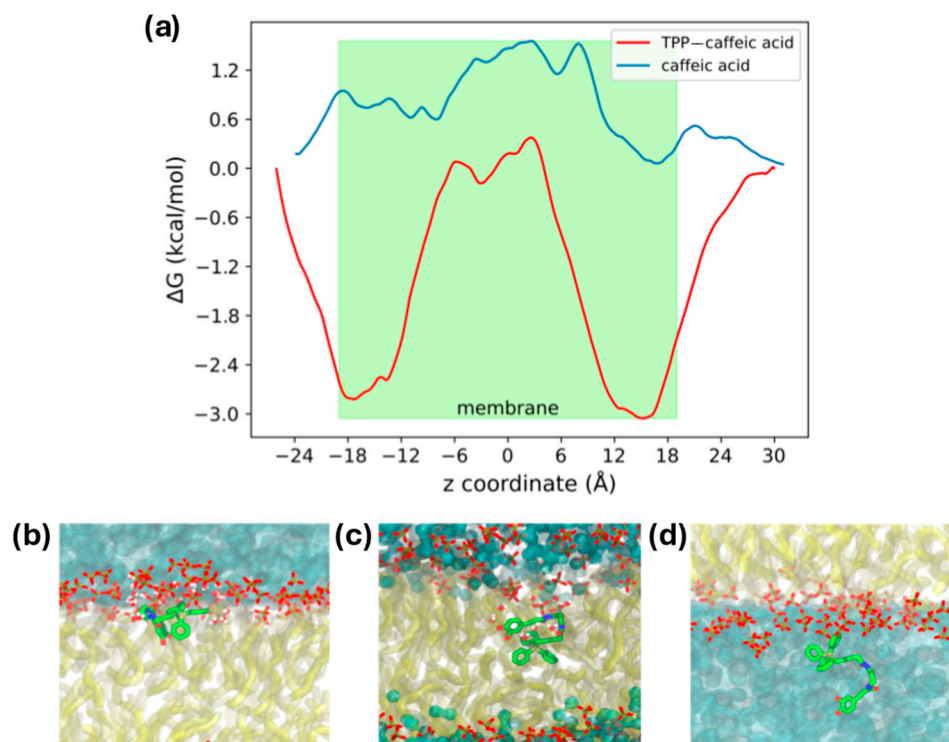 (a)
TPP—caffeic acid
caffeic acid
1.2
0.6
0.0
−0.6
−1.2
−1.8
−2.4
−3.0
ΔG (kcal/mol)
membrane
−24 −18 −12 −6 0 6 12 18 24 30
z coordinate (Å)
(b) (c) (d)